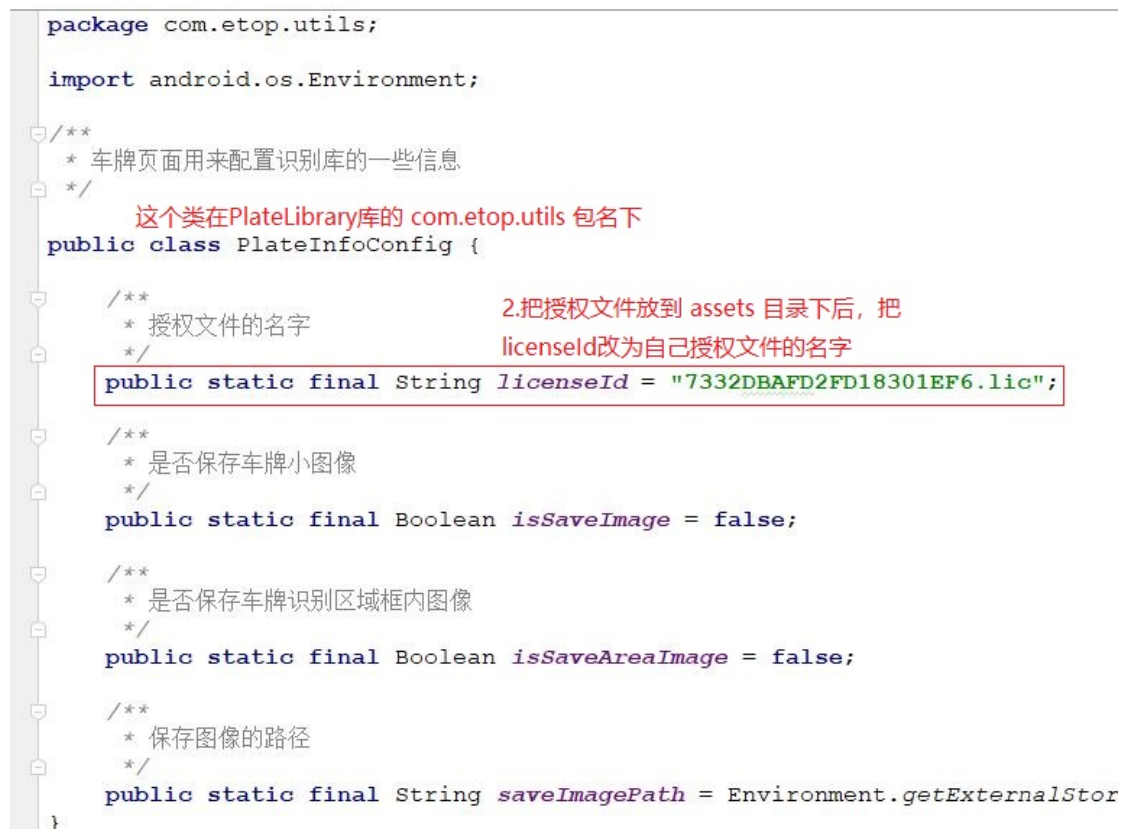 package com.etop.utils;
import android.os.Environment;
/**
* 车牌页面用来配置识别库的一些信息
*/
这个类在PlateLibrary库的 com.etop.utils 包名下
public class PlateInfoConfig {
/**
* 授权文件的名字
*/
2.把授权文件放到 assets 目录下后，把
licenseId改为自己授权文件的名字
public static final String licenseId = "7332DBAFD2FD18301EF6.lic";
/**
* 是否保存车牌小图像
*/
public static final Boolean isSaveImage = false;
/**
* 是否保存车牌识别区域框内图像
*/
public static final Boolean isSaveAreaImage = false;
/**
* 保存图像的路径
*/
public static final String saveImagePath = Environment.getExternalStor
}